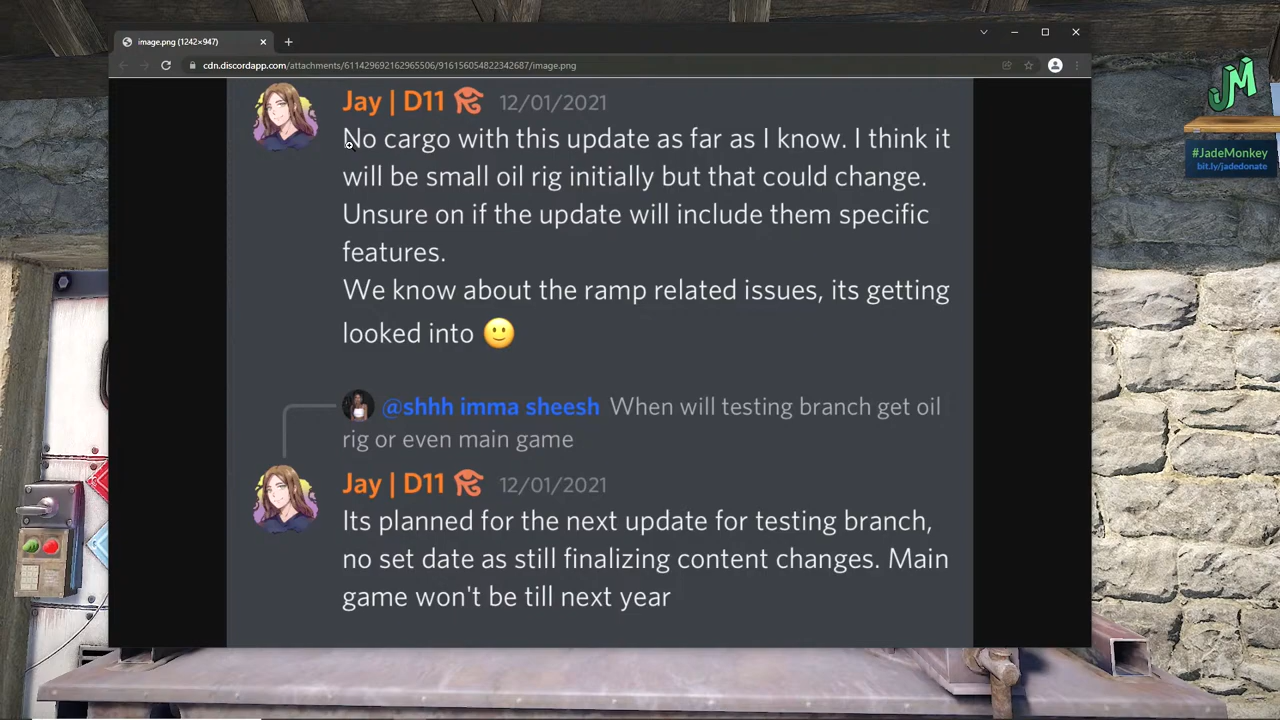 image.png (1242×947)
cdn.discordapp.com/attachments/611429692162965506/916156054822342687/image.png
JM
#JadeMonkey
bit.ly/jadedonate
Jay | D11 12/01/2021
No cargo with this update as far as I know. I think it
will be small oil rig initially but that could change.
Unsure on if the update will include them specific
features.
We know about the ramp related issues, its getting
looked into 🙂
@shhh imma sheesh When will testing branch get oil
rig or even main game
Jay | D11 12/01/2021
Its planned for the next update for testing branch,
no set date as still finalizing content changes. Main
game won't be till next year